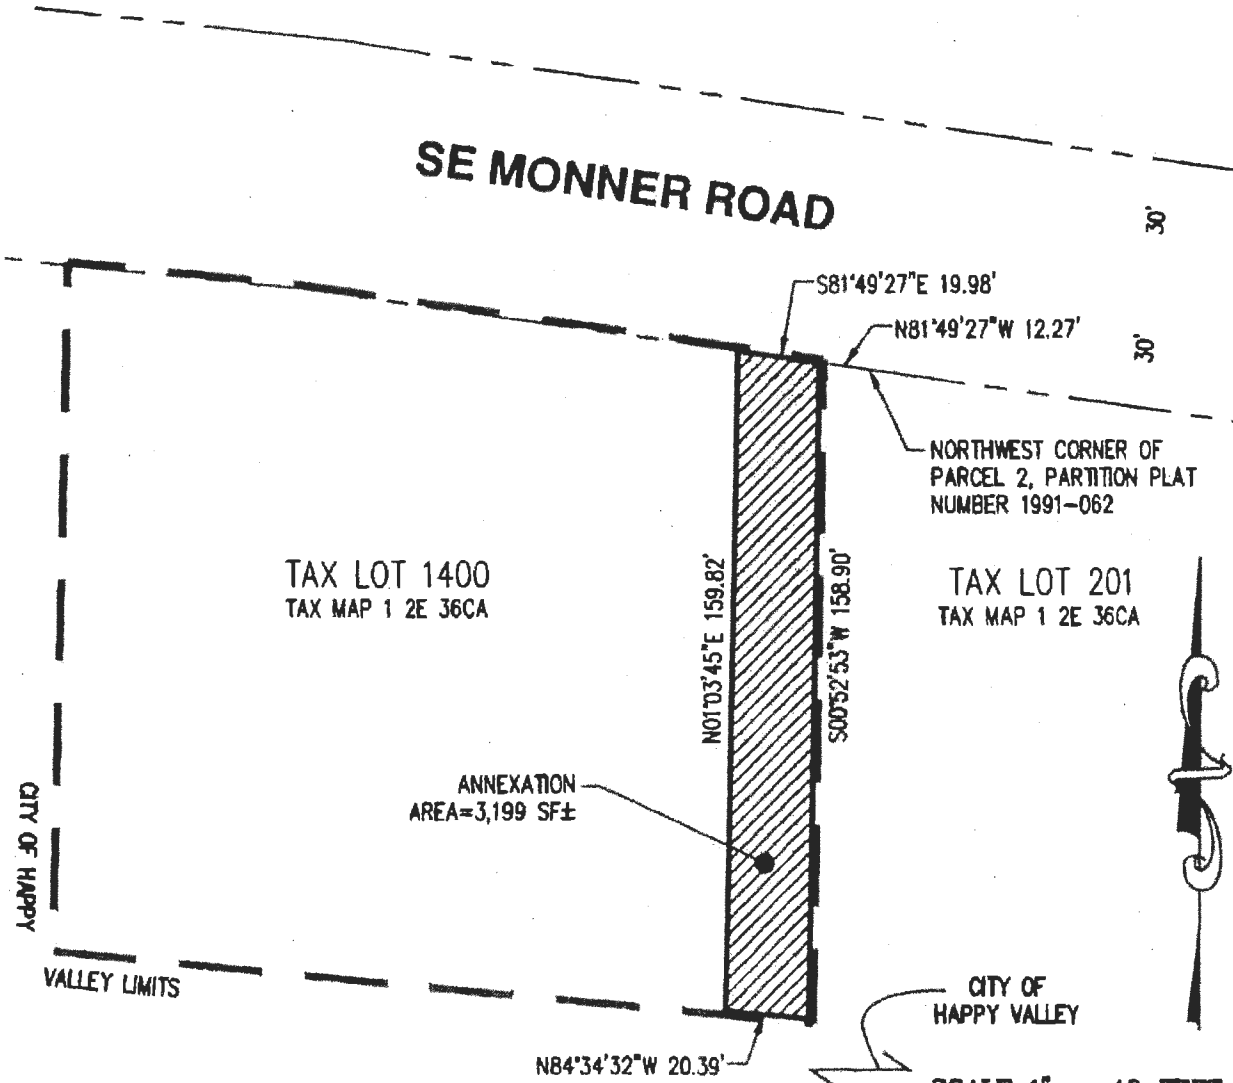 SE MONNER ROAD
30'
S81°49'27"E 19.98'
N81°49'27"W 12.27'
30'
NORTHWEST CORNER OF
PARCEL 2, PARTITION PLAT
NUMBER 1991-062
TAX LOT 1400
TAX MAP 1 2E 36CA
N01°03'45"E 159.82'
S00°52'53"W 158.90'
TAX LOT 201
TAX MAP 1 2E 36CA
ANNEXATION
AREA=3,199 SF±
CITY OF HAPPY
VALLEY LIMITS
CITY OF
HAPPY VALLEY
N84°34'32"W 20.39'